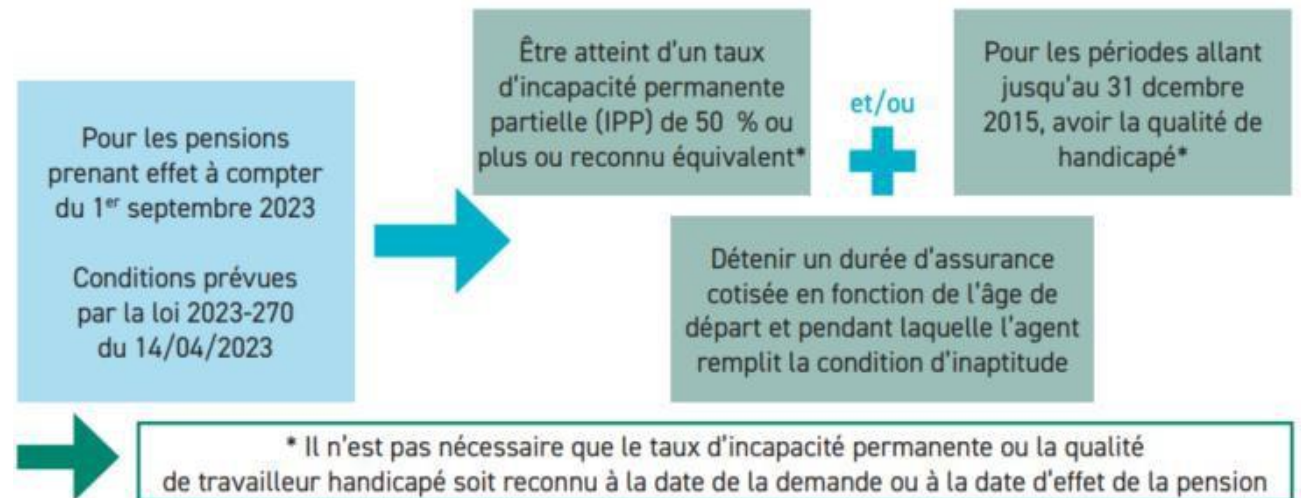 Pour les pensions
prenant effet à compter
du 1er septembre 2023
Conditions prévues
par la loi 2023-270
du 14/04/2023
Être atteint d'un taux
d'incapacité permanente
partielle (IPP) de 50 % ou
plus ou reconnu équivalent*
et/ou
Pour les périodes allant
jusqu'au 31 dcembre
2015, avoir la qualité de
handicapé*
Détenir un durée d'assurance
cotisée en fonction de l'âge de
départ et pendant laquelle l'agent
remplit la condition d'inaptitude
* Il n'est pas nécessaire que le taux d'incapacité permanente ou la qualité
de travailleur handicapé soit reconnu à la date de la demande ou à la date d'effet de la pension